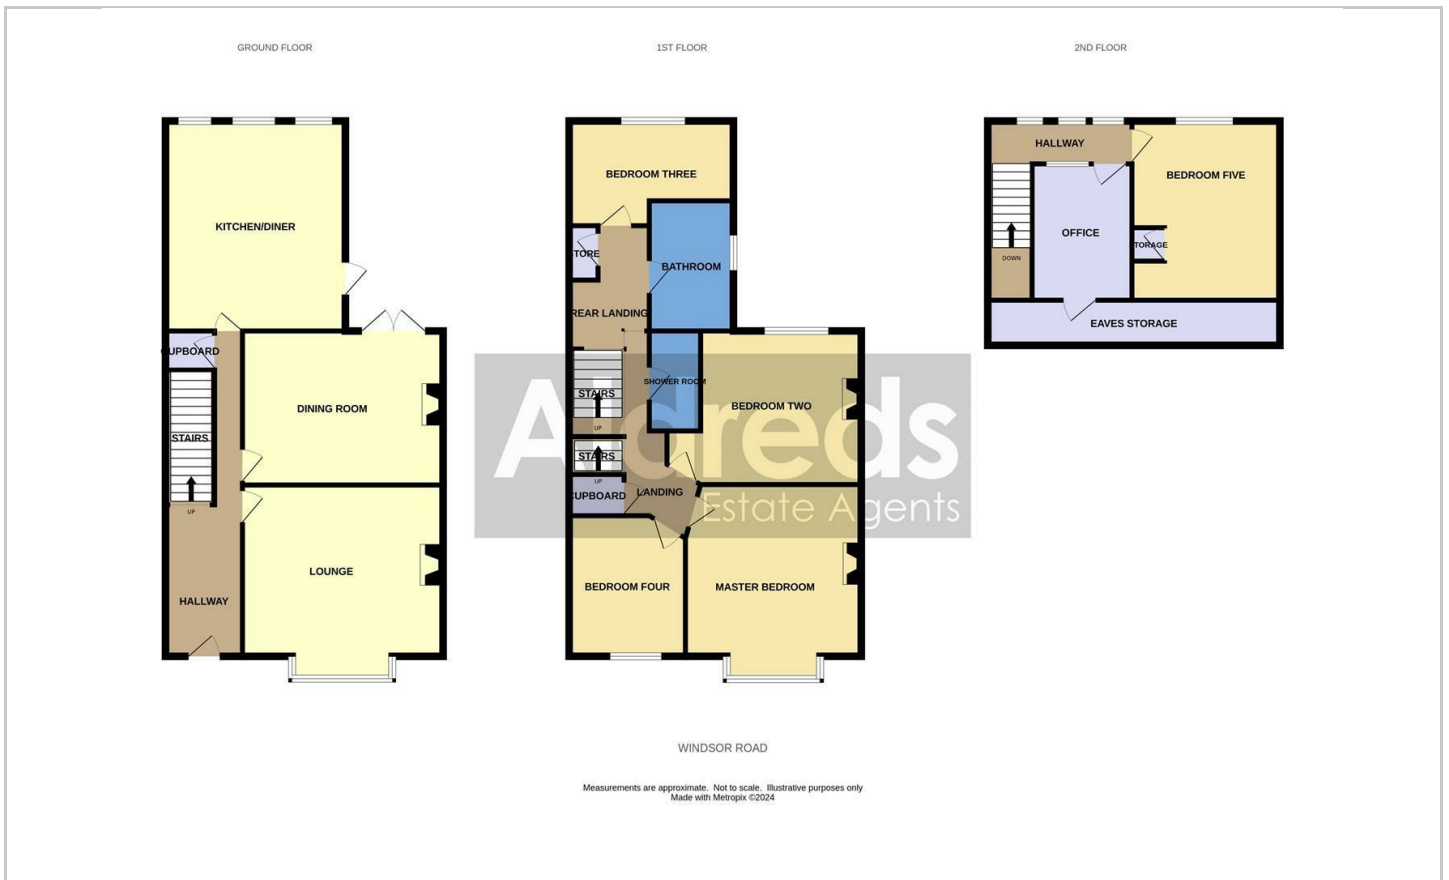 GROUND FLOOR
1ST FLOOR
2ND FLOOR
KITCHEN/DINER
CUPBOARD
STAIRS
UP
DINING ROOM
LOUNGE
HALLWAY
BEDROOM THREE
STORE
BATHROOM
REAR LANDING
SHOWER ROOM
STAIRS
UP
BEDROOM TWO
STAIRS
UP
CUPBOARD
LANDING
BEDROOM FOUR
MASTER BEDROOM
Aldreds
Estate Agents
HALLWAY
BEDROOM FIVE
OFFICE
STORAGE
DOWN
EAVES STORAGE
WINDSOR ROAD
Measurements are approximate. Not to scale. Illustrative purposes only
Made with Metropix ©2024